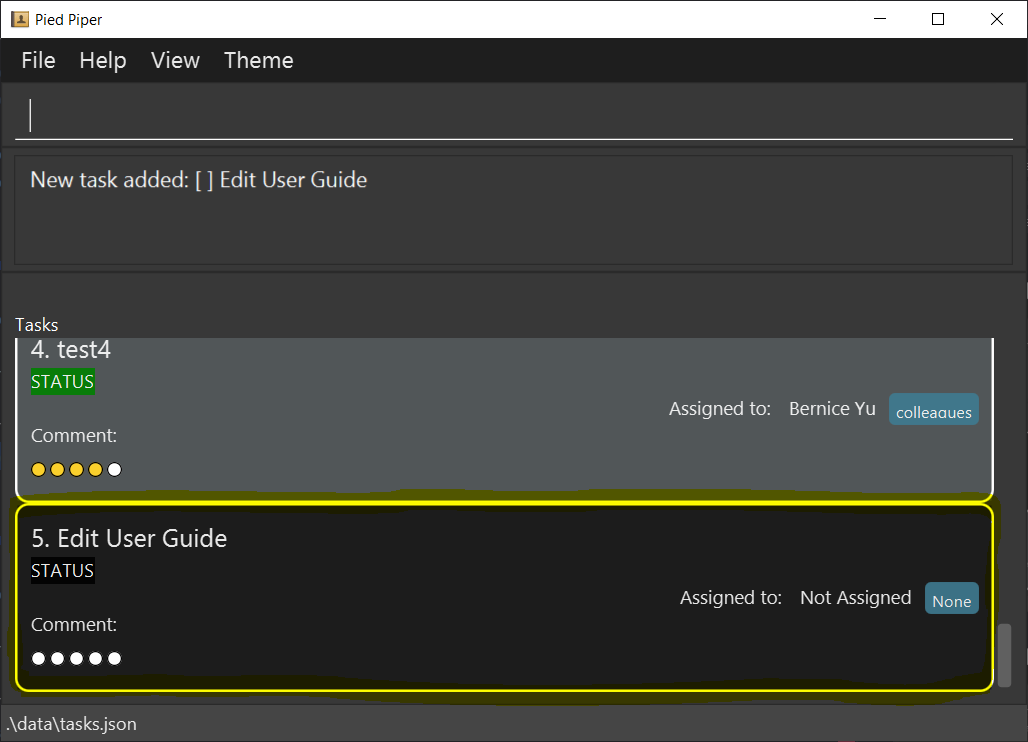 Pied Piper
File Help View Theme
New task added: [ ] Edit User Guide
Tasks
4. test4
STATUS
Assigned to: Bernice Yu colleagues
Comment:
5. Edit User Guide
STATUS
Assigned to: Not Assigned None
Comment:
.\data\tasks.json